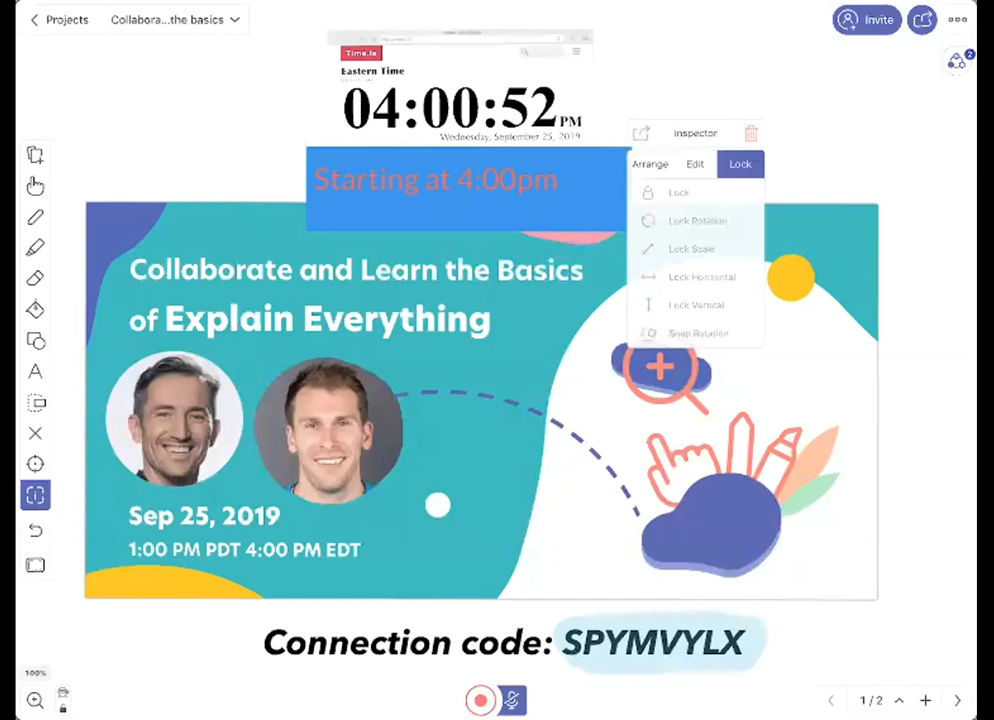 Projects
Collabora...the basics
Invite
2
Time.is
Eastern Time
04:00:52 PM
Wednesday, September 25, 2019
Starting at 4:00pm
Inspector
Arrange Edit Lock
Lock
Lock Rotation
Lock Scale
Lock Horizontal
Lock Vertical
Snap Rotation
Collaborate and Learn the Basics
of Explain Everything
Sep 25, 2019
1:00 PM PDT 4:00 PM EDT
Connection code: SPYMVYLX
100%
1/2